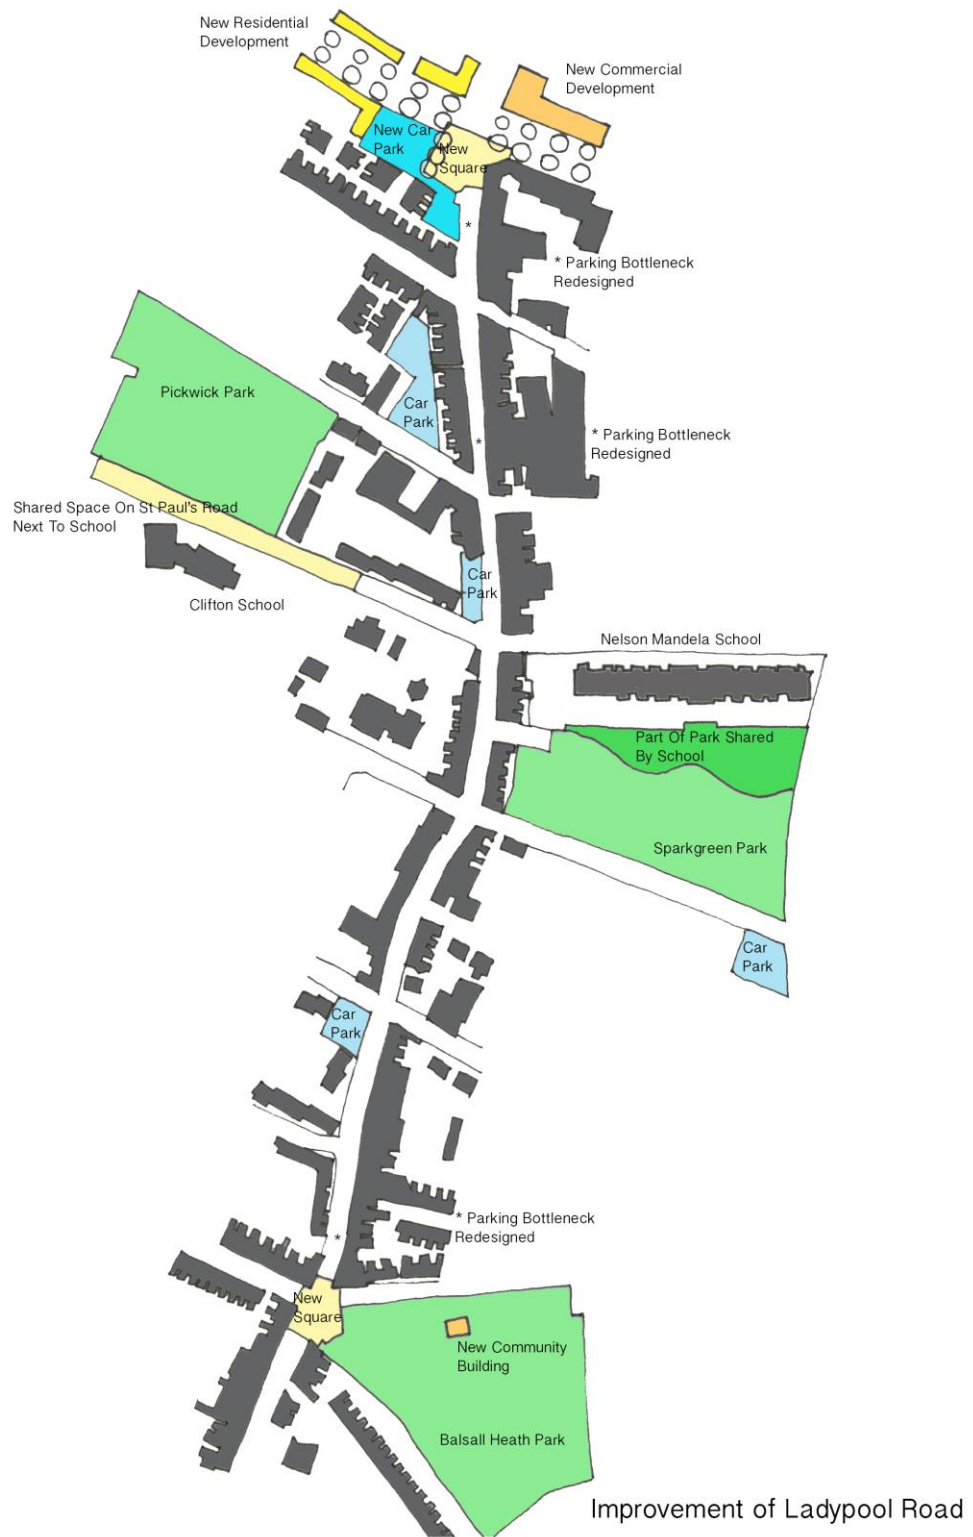 New Residential
Development
New Commercial
Development
New Car
Park
New
Square
*
* Parking Bottleneck
Redesigned
Pickwick Park
Car
Park
*
* Parking Bottleneck
Redesigned
Shared Space On St Paul's Road
Next To School
Car
Park
Clifton School
Nelson Mandela School
Part Of Park Shared
By School
Sparkgreen Park
Car
Park
Car
Park
* Parking Bottleneck
Redesigned
*
New
Square
New Community
Building
Balsall Heath Park
Improvement of Ladypool Road